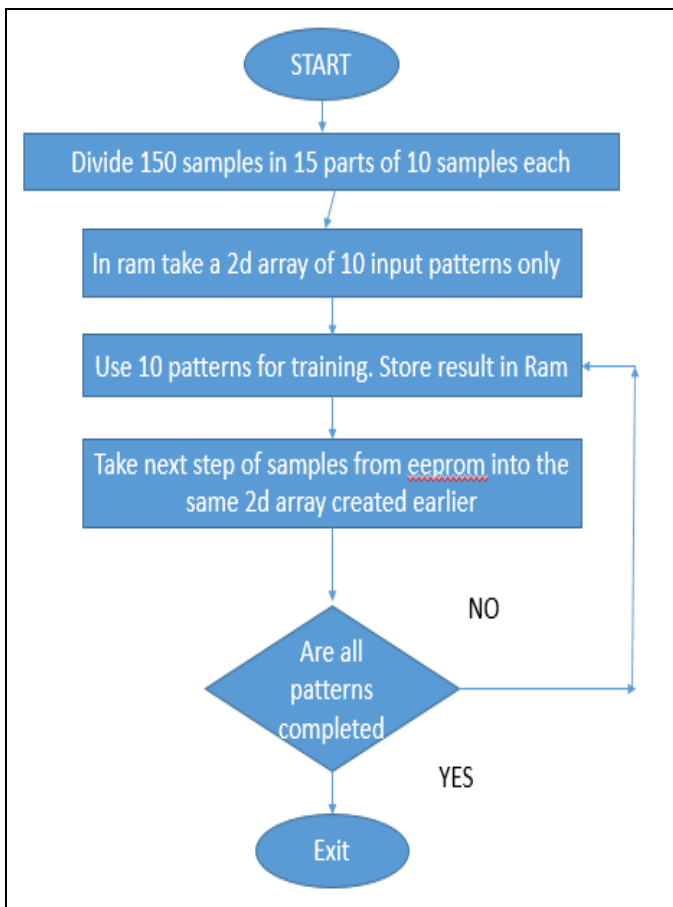 START
Divide 150 samples in 15 parts of 10 samples each
In ram take a 2d array of 10 input patterns only
Use 10 patterns for training. Store result in Ram
Take next step of samples from eeprom into the
same 2d array created earlier
NO
Are all
patterns
completed
YES
Exit